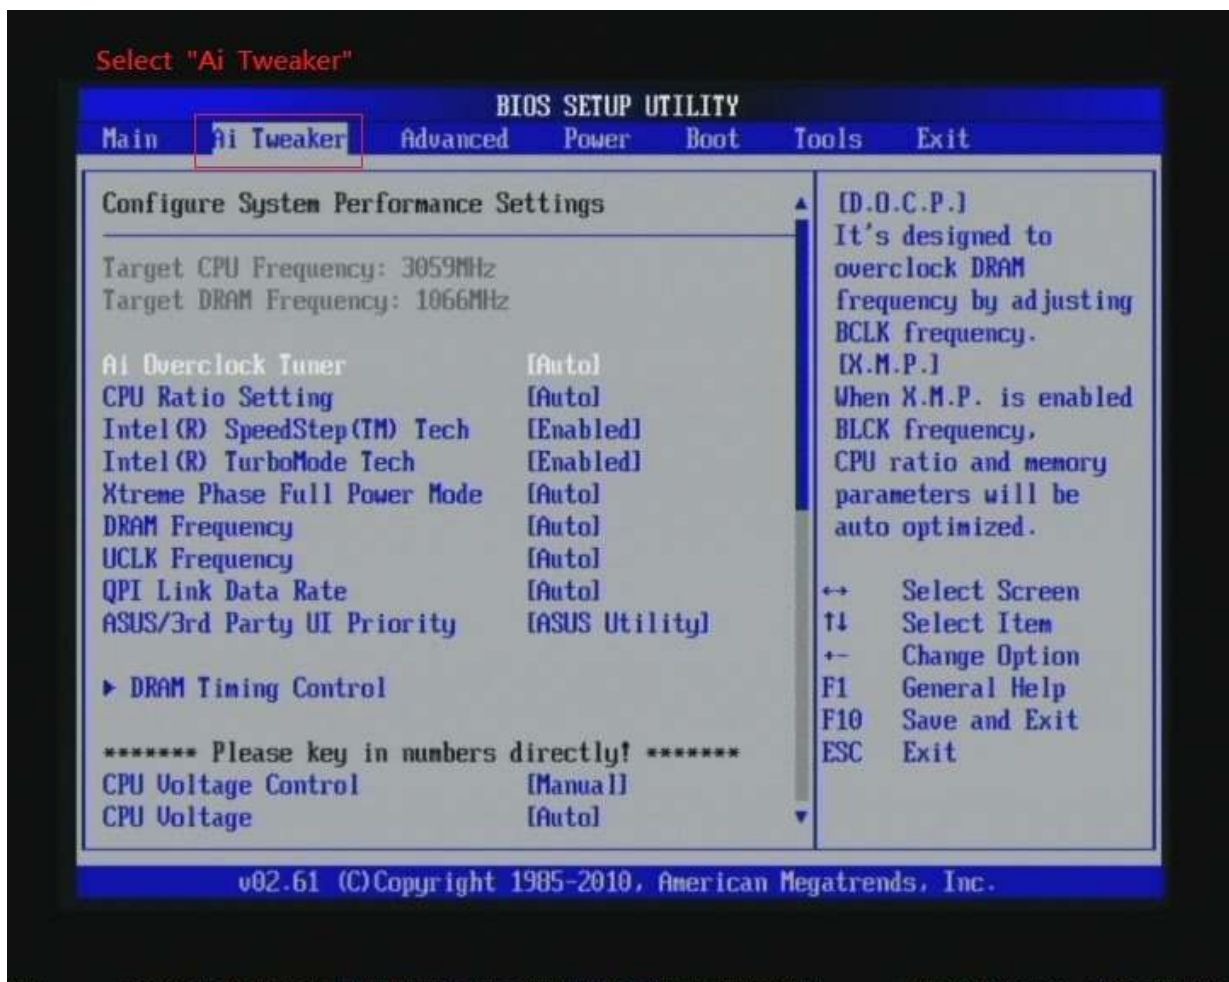 Select "Ai Tweaker"
BIOS SETUP UTILITY
Main Ai Tweaker Advanced Power Boot Tools Exit
Configure System Performance Settings
Target CPU Frequency: 3059MHz
Target DRAM Frequency: 1066MHz
Ai Overclock Tuner [Auto]
CPU Ratio Setting [Auto]
Intel(R) SpeedStep(TM) Tech [Enabled]
Intel(R) TurboMode Tech [Enabled]
Xtreme Phase Full Power Mode [Auto]
DRAM Frequency [Auto]
UCLK Frequency [Auto]
QPI Link Data Rate [Auto]
ASUS/3rd Party UI Priority [ASUS Utility]
▶ DRAM Timing Control
******* Please key in numbers directly! *******
CPU Voltage Control [Manual]
CPU Voltage [Auto]
[D.O.C.P.]
It's designed to
overclock DRAM
frequency by adjusting
BCLK frequency.
[X.M.P.]
When X.M.P. is enabled
BLCK frequency,
CPU ratio and memory
parameters will be
auto optimized.
↔ Select Screen
↑↓ Select Item
+- Change Option
F1 General Help
F10 Save and Exit
ESC Exit
v02.61 (C)Copyright 1985-2010, American Megatrends, Inc.